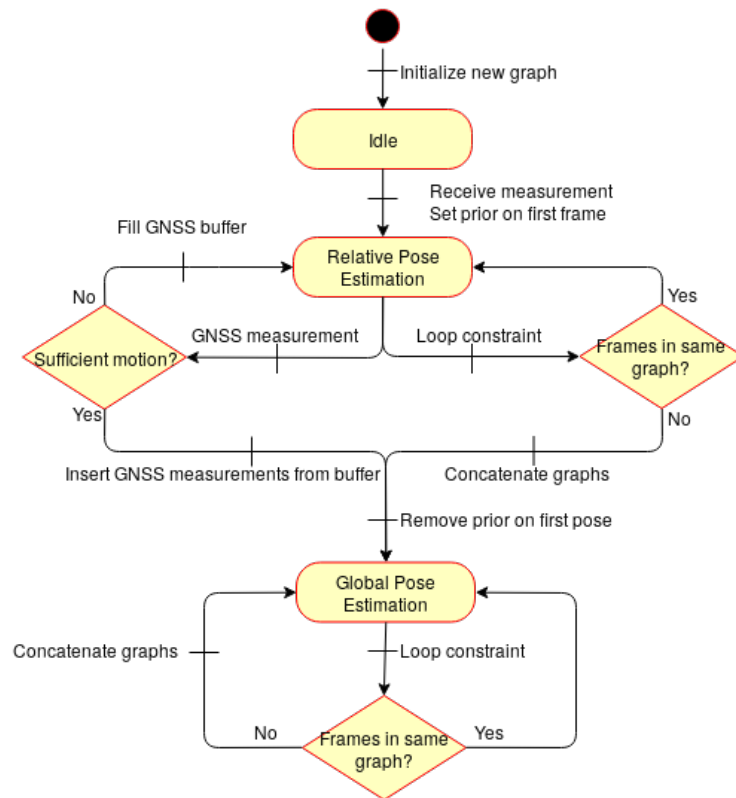 Initialize new graph
Idle
Receive measurement
Set prior on first frame
Fill GNSS buffer
Relative Pose
Estimation
No
Yes
GNSS measurement
Loop constraint
Sufficient motion?
Frames in same
graph?
Yes
No
Insert GNSS measurements from buffer
Concatenate graphs
Remove prior on first pose
Global Pose
Estimation
Concatenate graphs
Loop constraint
No
Frames in same
graph?
Yes